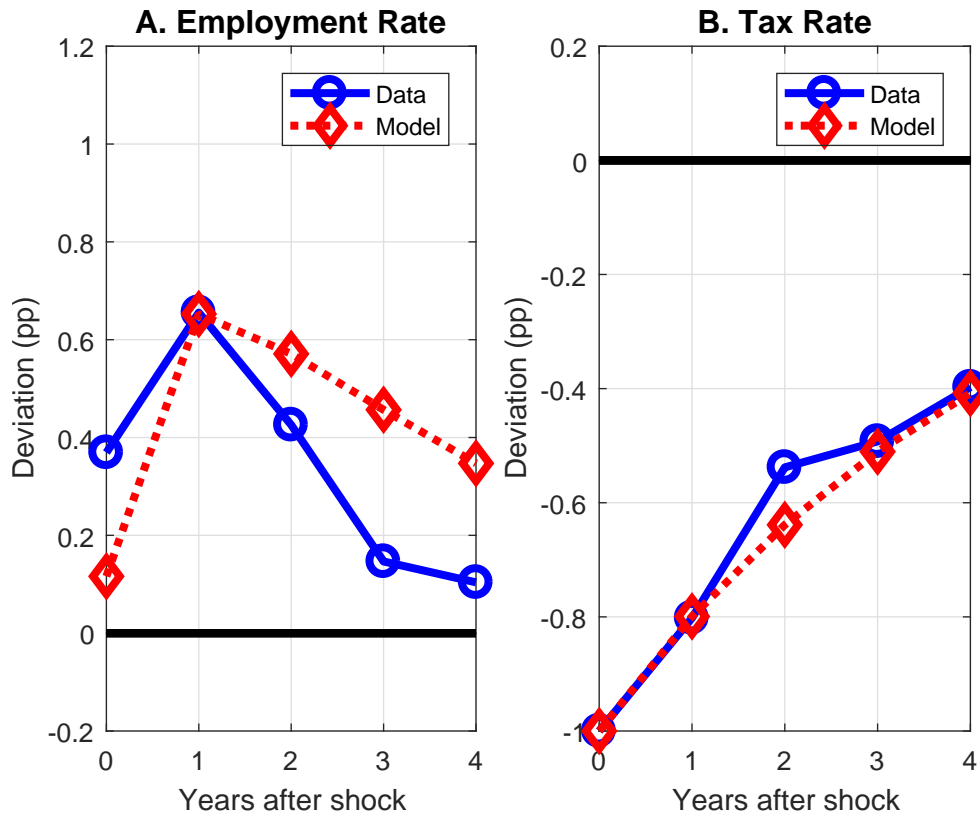 A. Employment Rate
1.2
1
0.8
0.6
0.4
0.2
0
-0.2
Deviation (pp)
Data
Model
0 1 2 3 4
Years after shock
B. Tax Rate
0.2
0
-0.2
-0.4
-0.6
-0.8
-1
Deviation (pp)
Data
Model
0 1 2 3 4
Years after shock